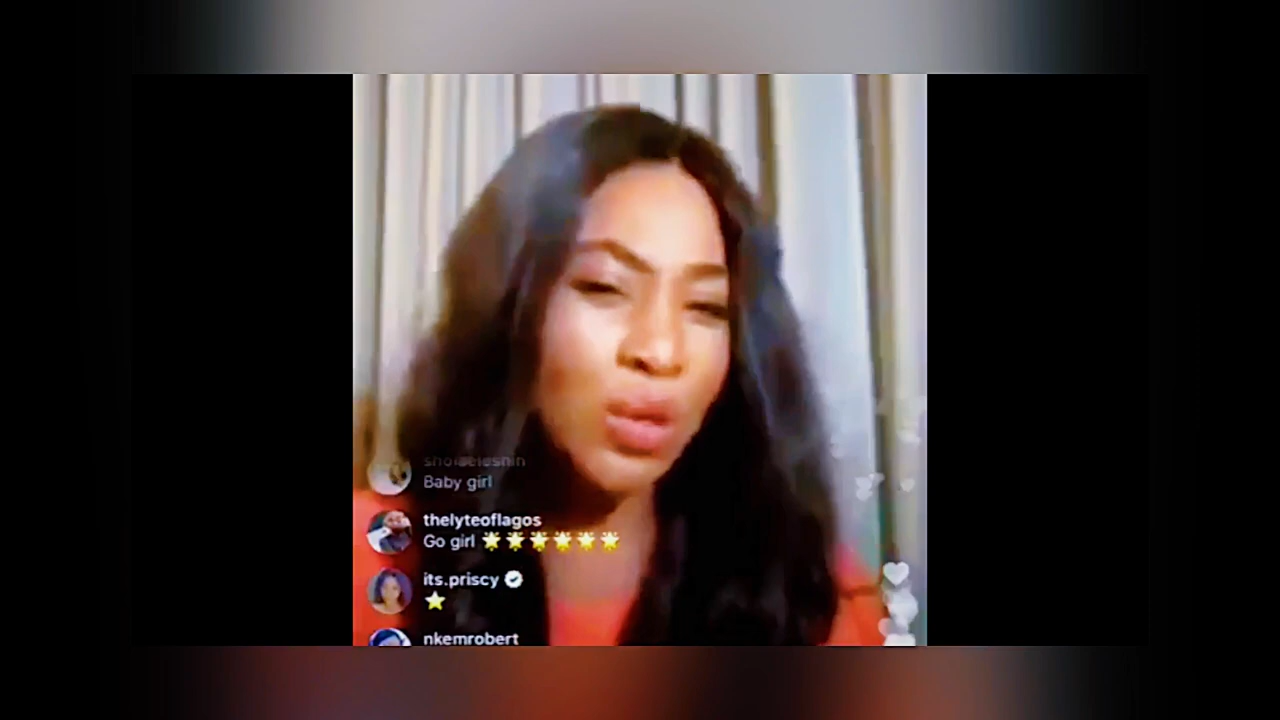 Baby girl
thelyteoflagos
Go girl 🌟🌟🌟🌟🌟🌟
its.priscy
⭐
nkemrobert